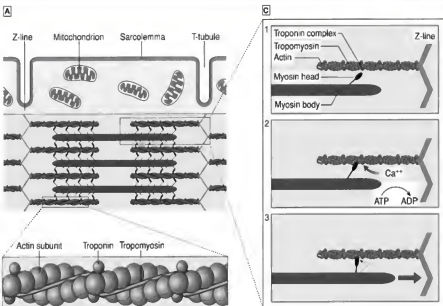 A
Z-line
Mitochondrion
Sarcolemma
T-tubule
Actin subunit
Troponin
Tropomyosin
C
1
Troponin complex
Z-line
Tropomyosin
Actin
Myosin head
Myosin body
2
Ca++
ATP
ADP
3